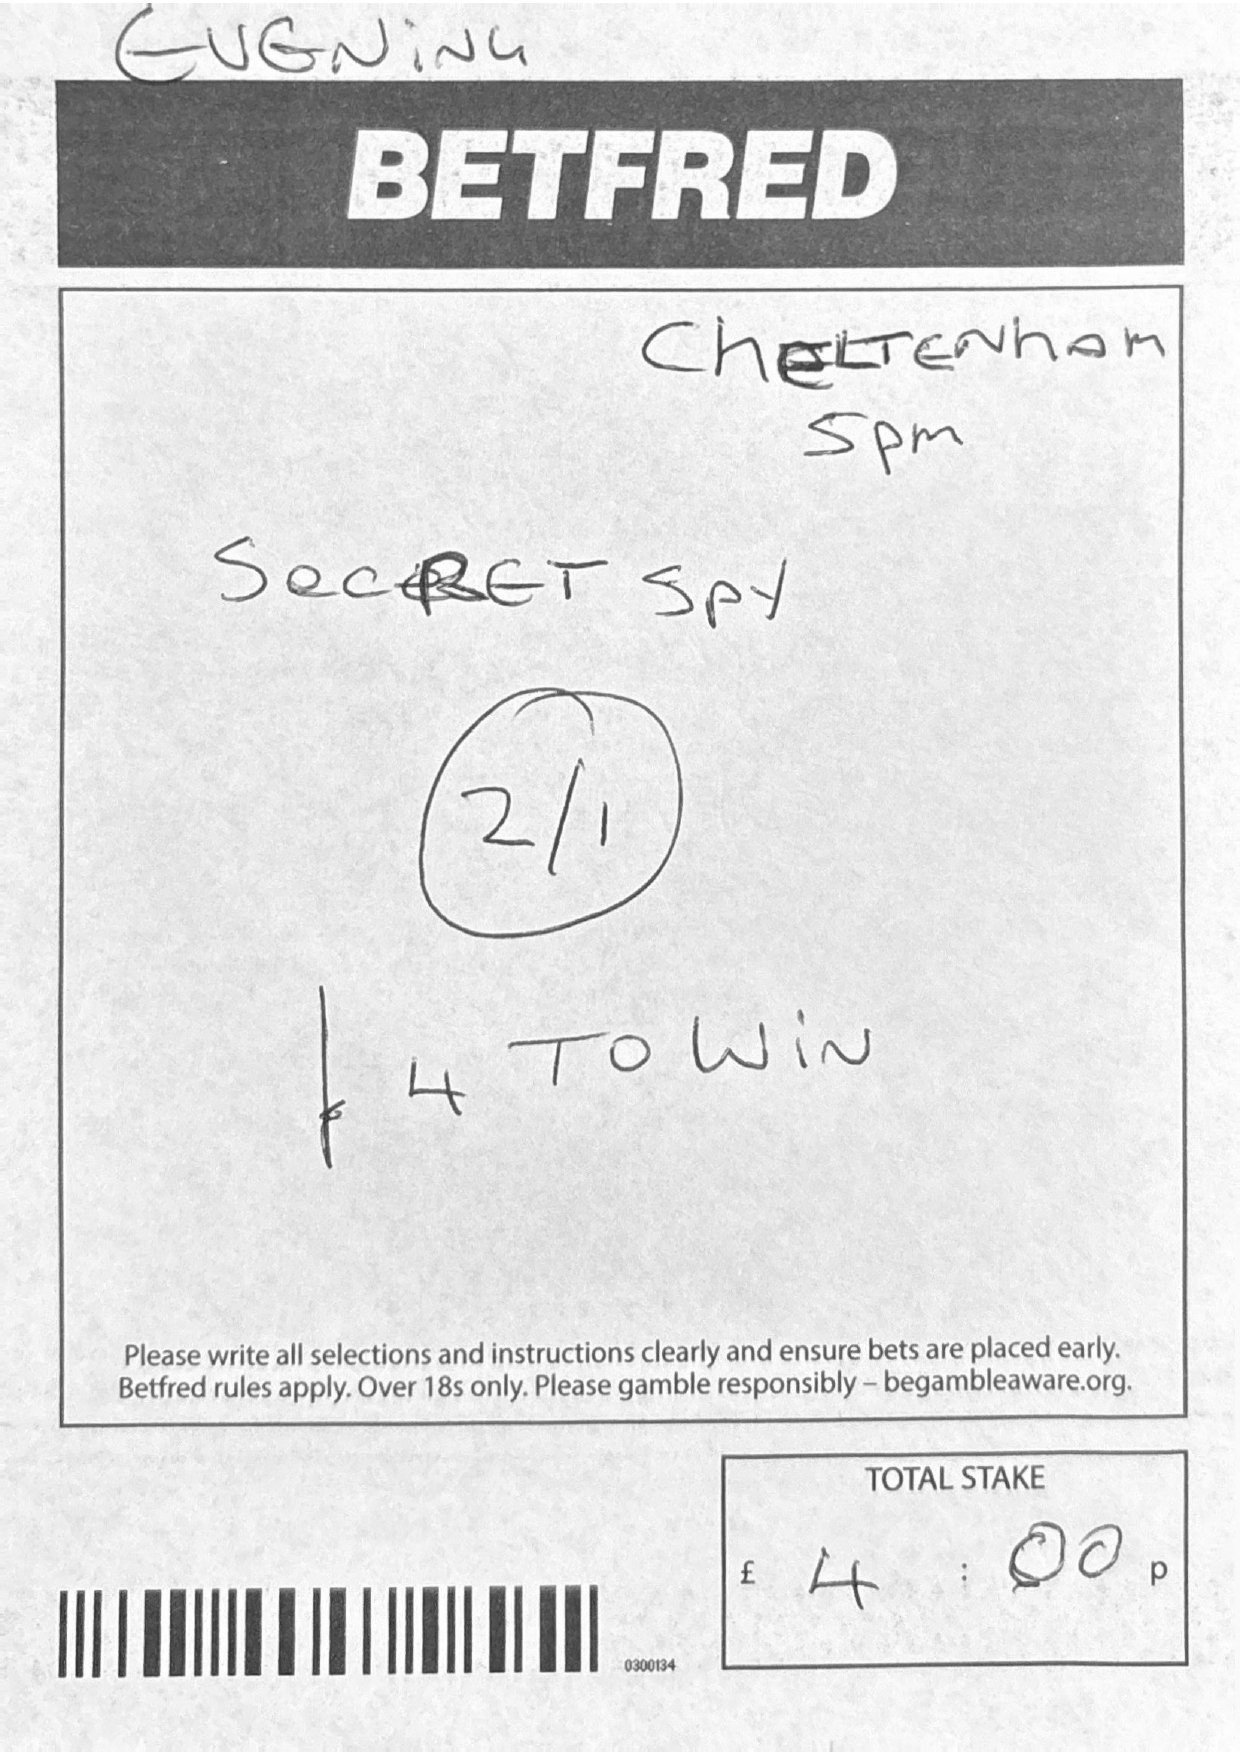 EVENING
BETFRED
CHELTENHAM
5pm
SECRET SPY
2/1
£ 4 TO WIN
Please write all selections and instructions clearly and ensure bets are placed early.
Betfred rules apply. Over 18s only. Please gamble responsibly – begambleaware.org.
TOTAL STAKE
£ 4 : 00 p
0300134